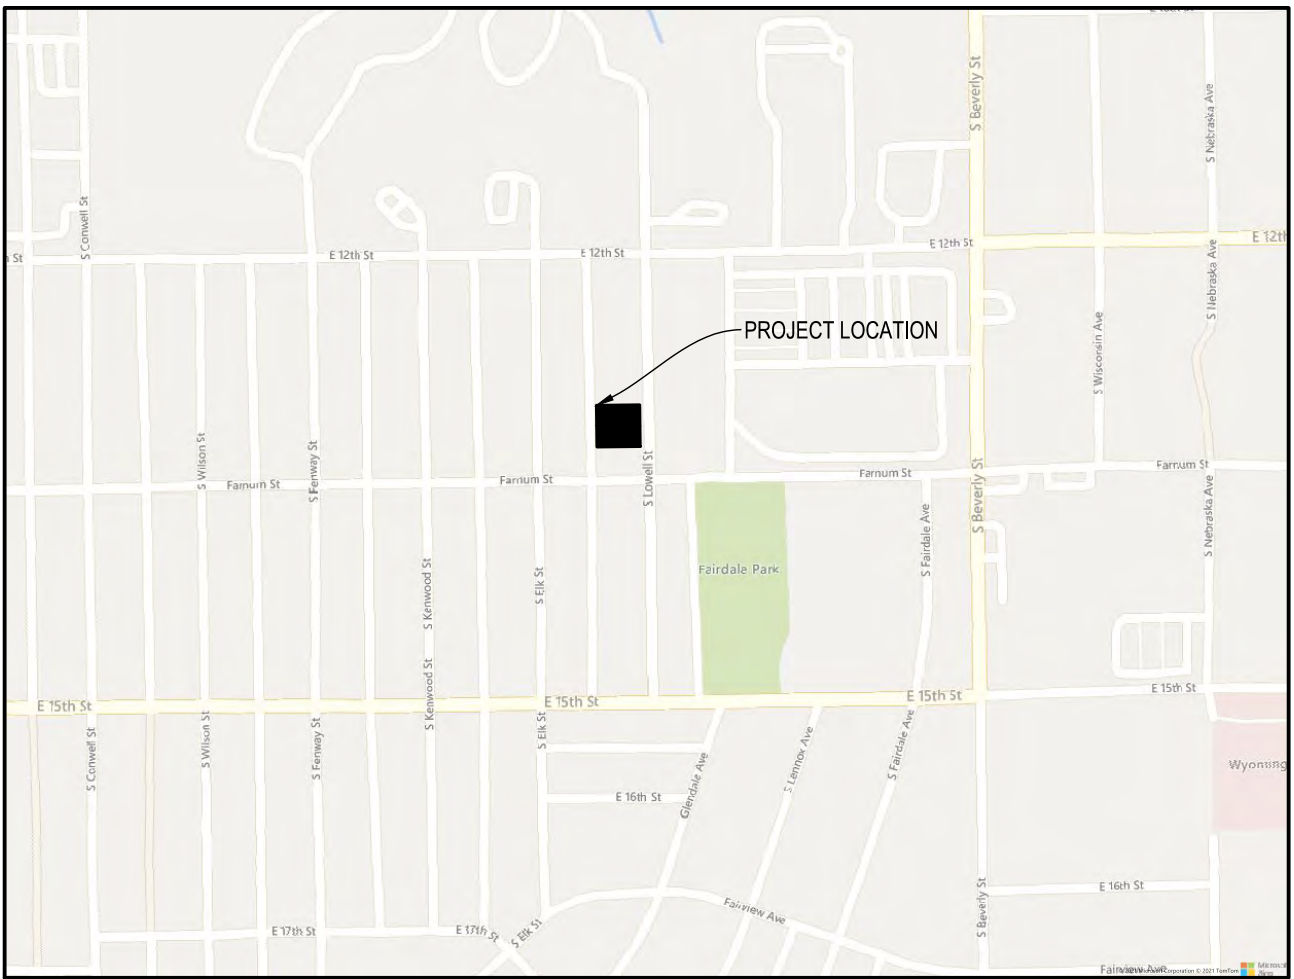 S Beverly St
S Nebraska Ave
S Conwell St
E 12th St
E 12th St
E 12th St
E 12th
St
S Nebraska Ave
PROJECT LOCATION
S Wisconsin Ave
S Wilson St
S Fenway St
S Lowell St
S Beverly St
Farnum St
Farnum St
Farnum St
Farnum St
S Nebraska Ave
S Fairdale Ave
Fairdale Park
S Kenwood St
S Elk St
S Kenwood St
E 15th St
E 15th St
E 15th St
E 15th St
S Conwell St
S Wilson St
S Fenway St
S Elk St
Glendale Ave
S Lennox Ave
S Fairdale Ave
Wyoming
E 16th St
E 16th St
S Beverly St
Fairview Ave
E 17th St
E 17th St
S Elk St
Fairview Ave
Corporation © 2021 TomTom